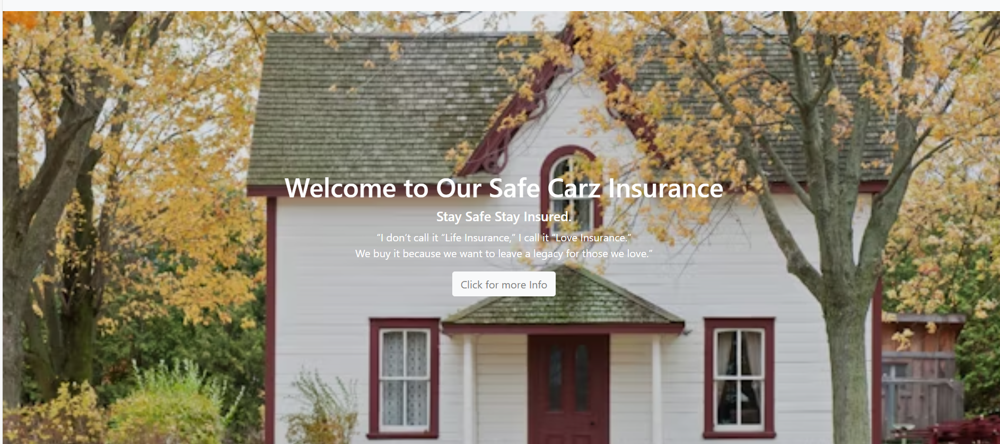 Welcome to Our Safe Carz Insurance
Stay Safe Stay Insured.
“I don’t call it “Life Insurance,” I call it “Love Insurance.”
We buy it because we want to leave a legacy for those we love.”
Click for more Info